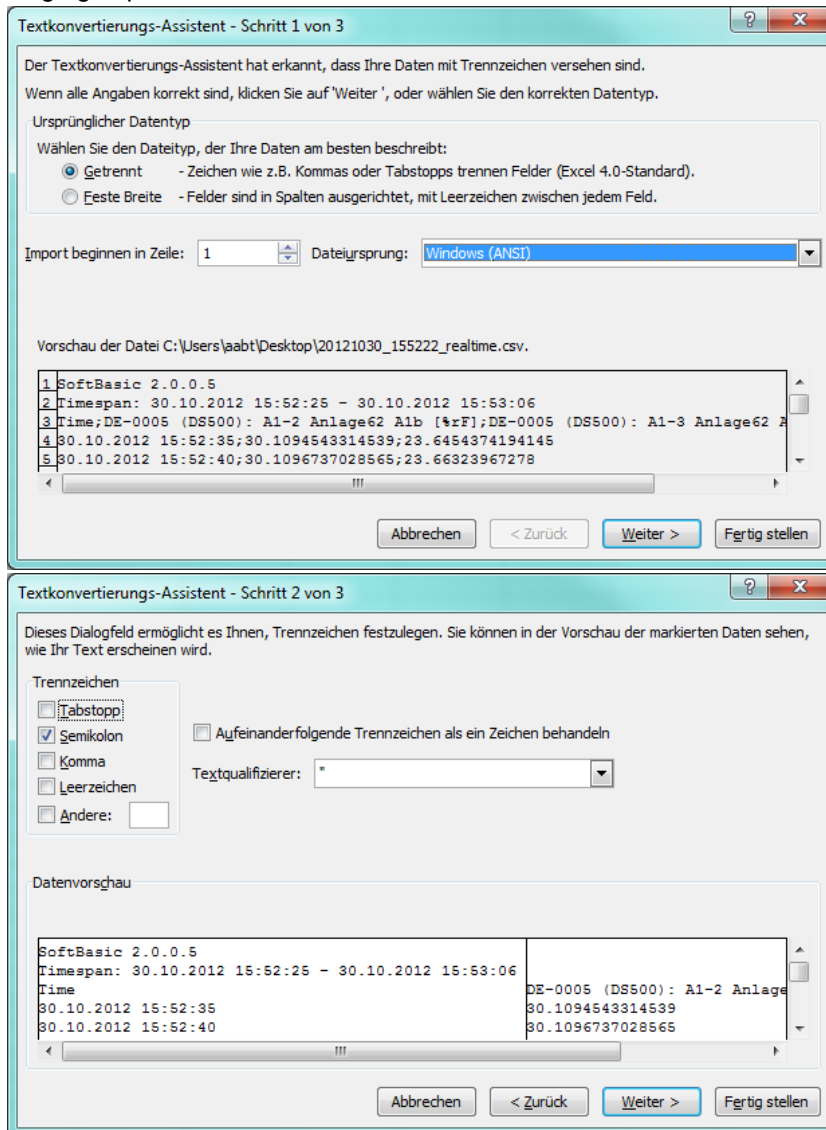 Textkonvertierungs-Assistent - Schritt 1 von 3
Der Textkonvertierungs-Assistent hat erkannt, dass Ihre Daten mit Trennzeichen versehen sind.
Wenn alle Angaben korrekt sind, klicken Sie auf 'Weiter ', oder wählen Sie den korrekten Datentyp.
Ursprünglicher Datentyp
Wählen Sie den Dateityp, der Ihre Daten am besten beschreibt:
Getrennt - Zeichen wie z.B. Kommas oder Tabstopps trennen Felder (Excel 4.0-Standard).
Feste Breite - Felder sind in Spalten ausgerichtet, mit Leerzeichen zwischen jedem Feld.
Import beginnen in Zeile: 1 Dateiursprung: Windows (ANSI)
Vorschau der Datei C:\Users\aabt\Desktop\20121030_155222_realtime.csv.
1 SoftBasic 2.0.0.5
2 Timespan: 30.10.2012 15:52:25 - 30.10.2012 15:53:06
3 Time;DE-0005 (DS500): A1-2 Anlage62 A1b [%rF];DE-0005 (DS500): A1-3 Anlage62 A
4 30.10.2012 15:52:35;30.1094543314539;23.6454374194145
5 30.10.2012 15:52:40;30.1096737028565;23.66323967278
Abbrechen < Zurück Weiter > Fertig stellen
Textkonvertierungs-Assistent - Schritt 2 von 3
Dieses Dialogfeld ermöglicht es Ihnen, Trennzeichen festzulegen. Sie können in der Vorschau der markierten Daten sehen,
wie Ihr Text erscheinen wird.
Trennzeichen
Tabstopp
Semikolon
Aufeinanderfolgende Trennzeichen als ein Zeichen behandeln
Komma
Textqualifizierer: "
Leerzeichen
Andere:
Datenvorschau
SoftBasic 2.0.0.5
Timespan: 30.10.2012 15:52:25 - 30.10.2012 15:53:06
Time DE-0005 (DS500): A1-2 Anlage
30.10.2012 15:52:35 30.1094543314539
30.10.2012 15:52:40 30.1096737028565
Abbrechen < Zurück Weiter > Fertig stellen